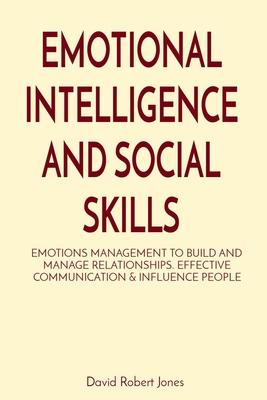 EMOTIONAL
INTELLIGENCE
AND SOCIAL
SKILLS
EMOTIONS MANAGEMENT TO BUILD AND
MANAGE RELATIONSHIPS. EFFECTIVE
COMMUNICATION & INFLUENCE PEOPLE
David Robert Jones